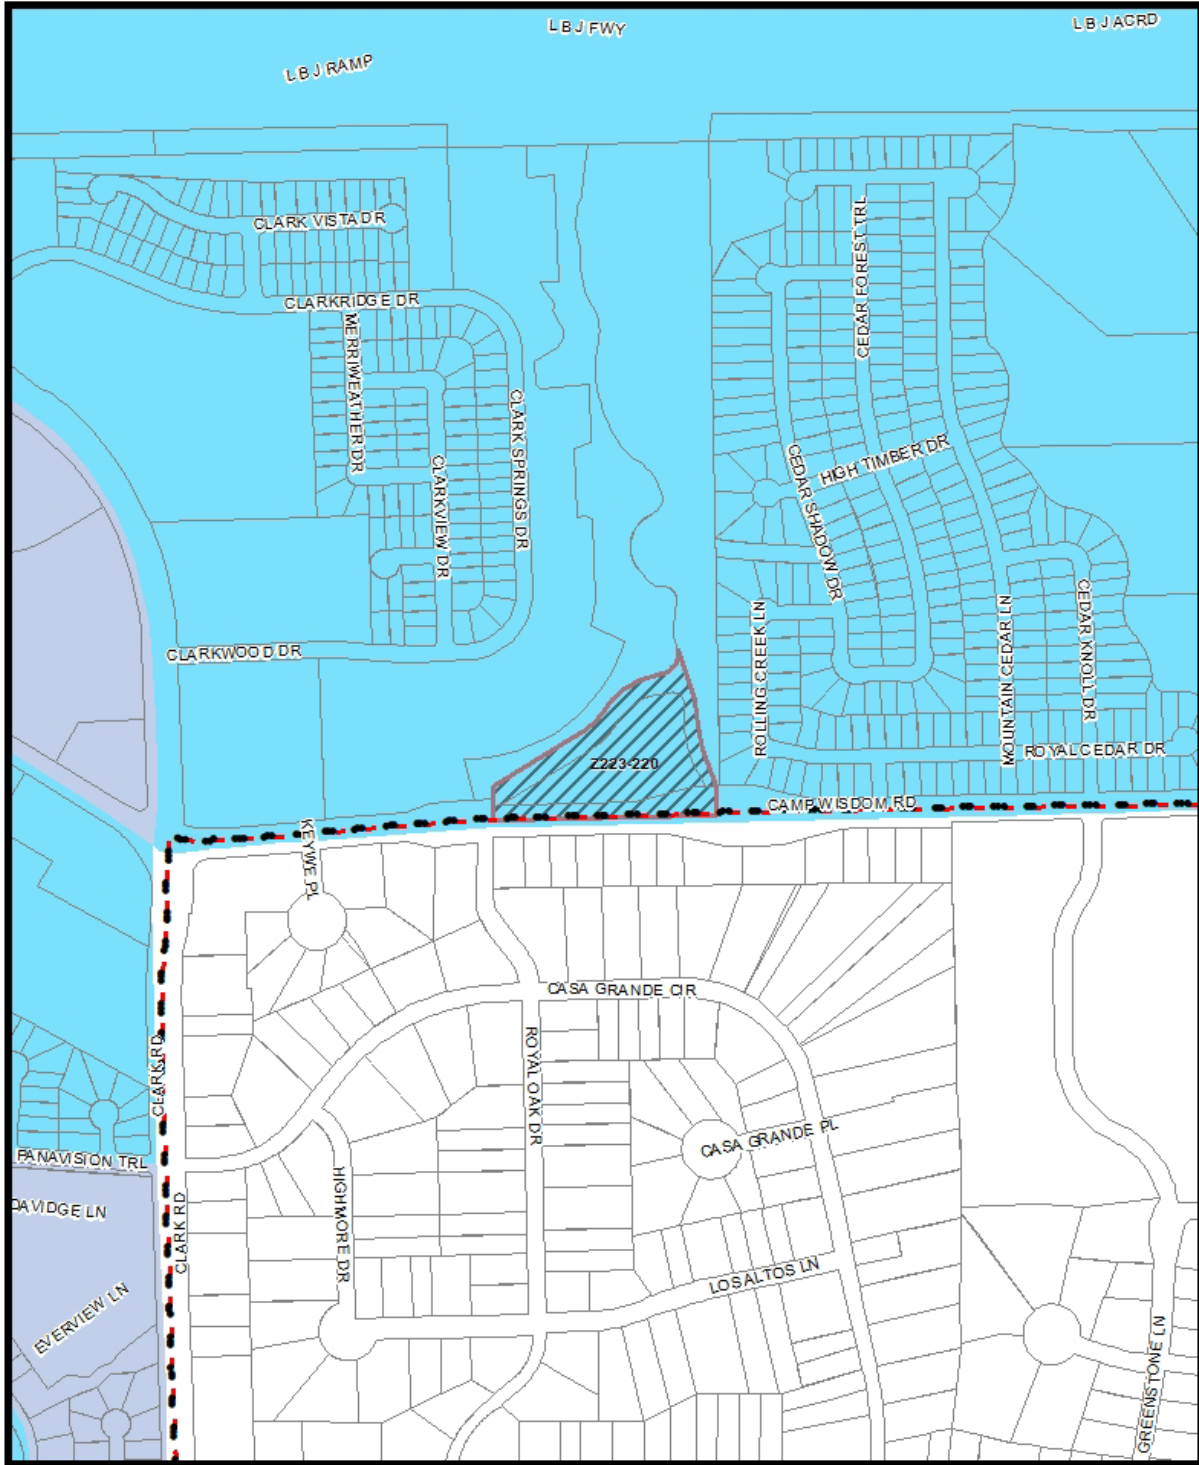 L B J FWY
L B J ACRD
L B J RAMP
CLARK VISTA DR
CEDAR FOREST TRL
CLARKRIDGE DR
MERRIWEATHER DR
CLARK SPRINGS DR
HIGH TIMBER DR
CEDAR SHADOW DR
CLARKVIEW DR
CEDAR KNOLL DR
MOUNTAIN CEDAR LN
ROLLING CREEK LN
CLARKWOOD DR
ROYAL CEDAR DR
Z223-220
CAMP WISDOM RD
KEYWE PL
CASA GRANDE CIR
CLARK RD
ROYAL OAK DR
CASA GRANDE PL
PANAVISION TRL
DAVIDGE LN
HIGHMORE DR
CLARK RD
LOS ALTOS LN
EVERVIEW LN
GREENSTONE LN